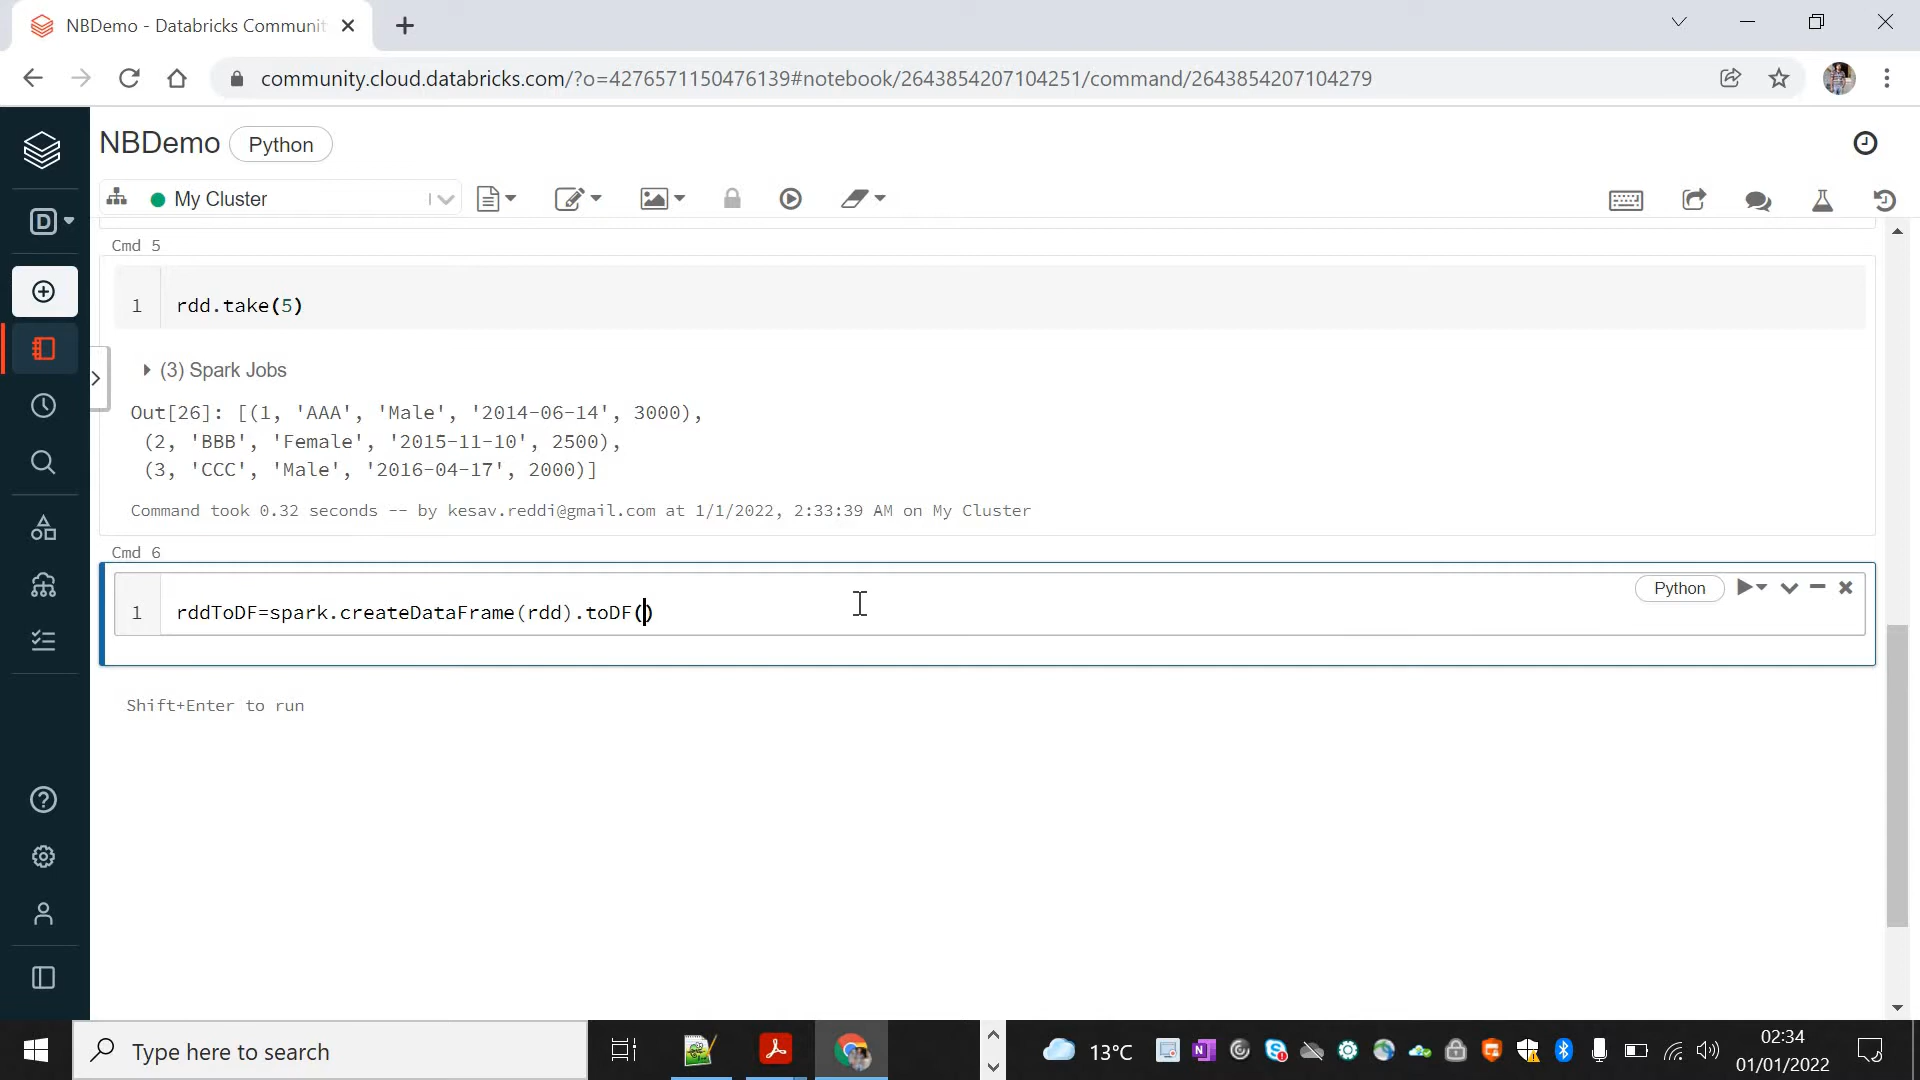 NBDemo - Databricks Communit
community.cloud.databricks.com/?o=4276571150476139#notebook/2643854207104251/command/2643854207104279
NBDemo
Python
D
My Cluster
Cmd 5
1 rdd.take(5)
(3) Spark Jobs
Out[26]: [(1, 'AAA', 'Male', '2014-06-14', 3000),
(2, 'BBB', 'Female', '2015-11-10', 2500),
(3, 'CCC', 'Male', '2016-04-17', 2000)]
Command took 0.32 seconds -- by kesav.reddi@gmail.com at 1/1/2022, 2:33:39 AM on My Cluster
Cmd 6
Python
1 rddToDF=spark.createDataFrame(rdd).toDF()
Shift+Enter to run
Type here to search
13°C
02:34
01/01/2022